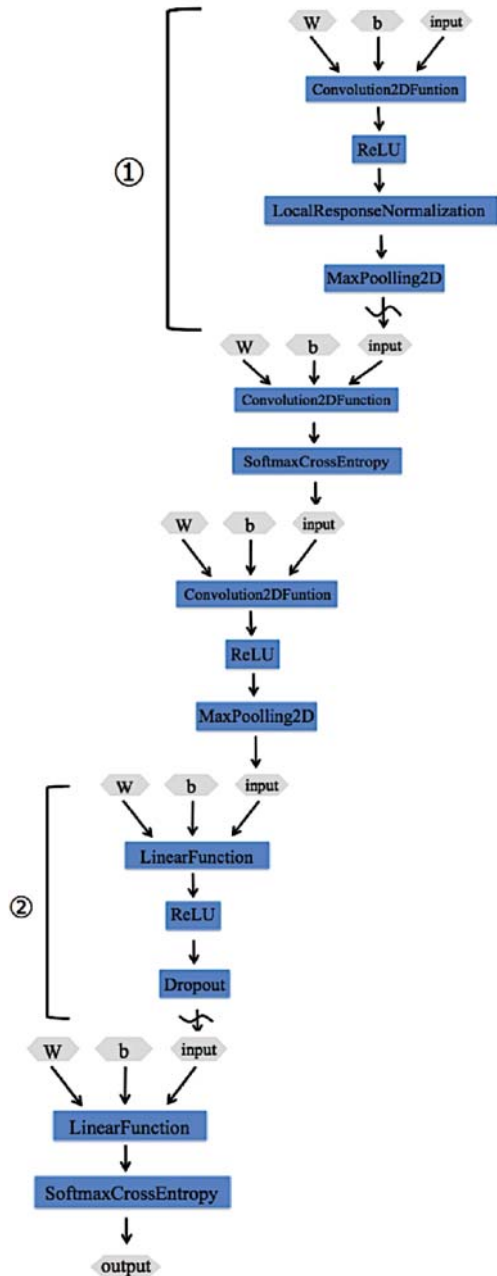 W b input
Convolution2DFuntion
ReLU
①
LocalResponseNormalization
MaxPoolling2D
W b input
Convolution2DFunction
SoftmaxCrossEntropy
W b input
Convolution2DFuntion
ReLU
MaxPoolling2D
W b input
LinearFunction
②
ReLU
Dropout
W b input
LinearFunction
SoftmaxCrossEntropy
output